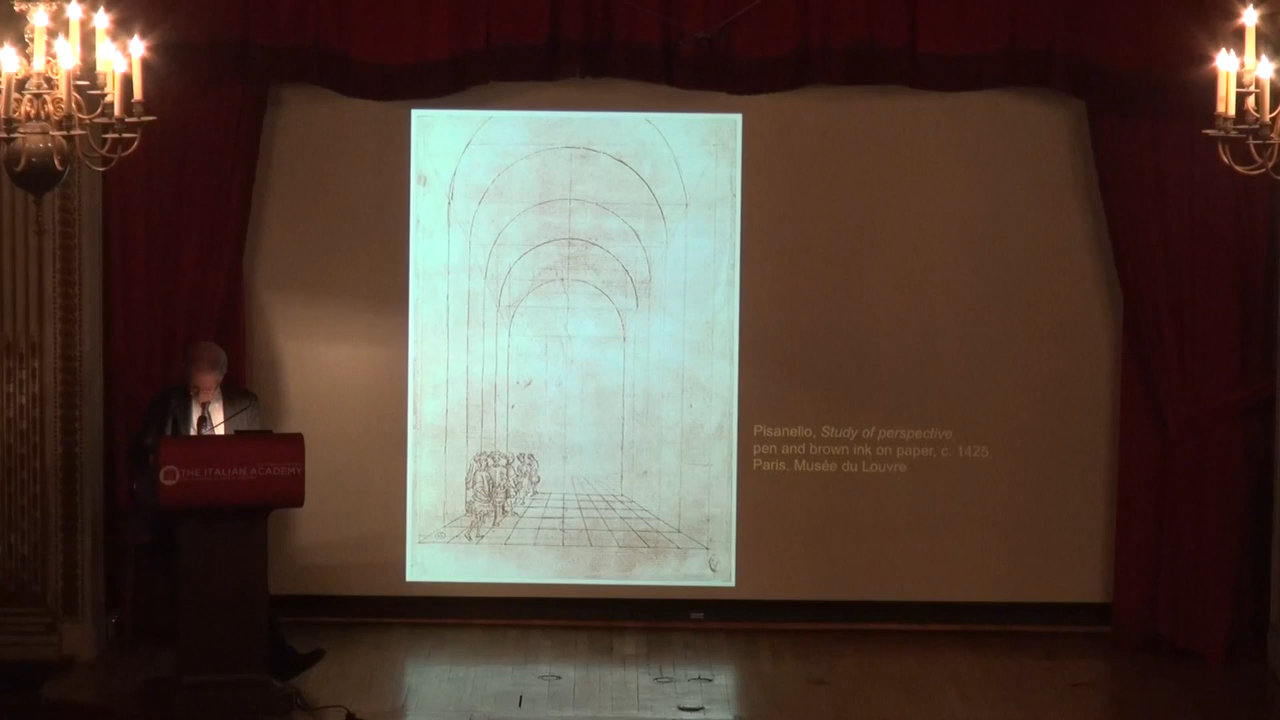 THE ITALIAN ACADEMY
Pisanello, Study of perspective,
pen and brown ink on paper, c. 1425,
Paris, Musée du Louvre